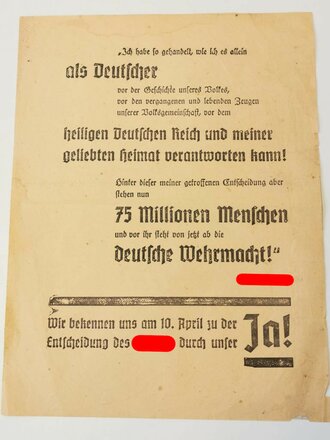 „Ich habe so gehandelt, wie ich es allein
als Deutscher
vor der Geschichte unseres Volkes,
vor den vergangenen und lebenden Zeugen
unserer Volksgemeinschaft, vor dem
heiligen Deutschen Reich und meiner
geliebten Heimat verantworten kann!
Hinter dieser meiner getroffenen Entscheidung aber
stehen nun
75 Millionen Menschen
und vor ihr steht von jetzt ab die
deutsche Wehrmacht!“
Wir bekennen uns am 10. April zu der
Entscheidung des durch unser
Ja!